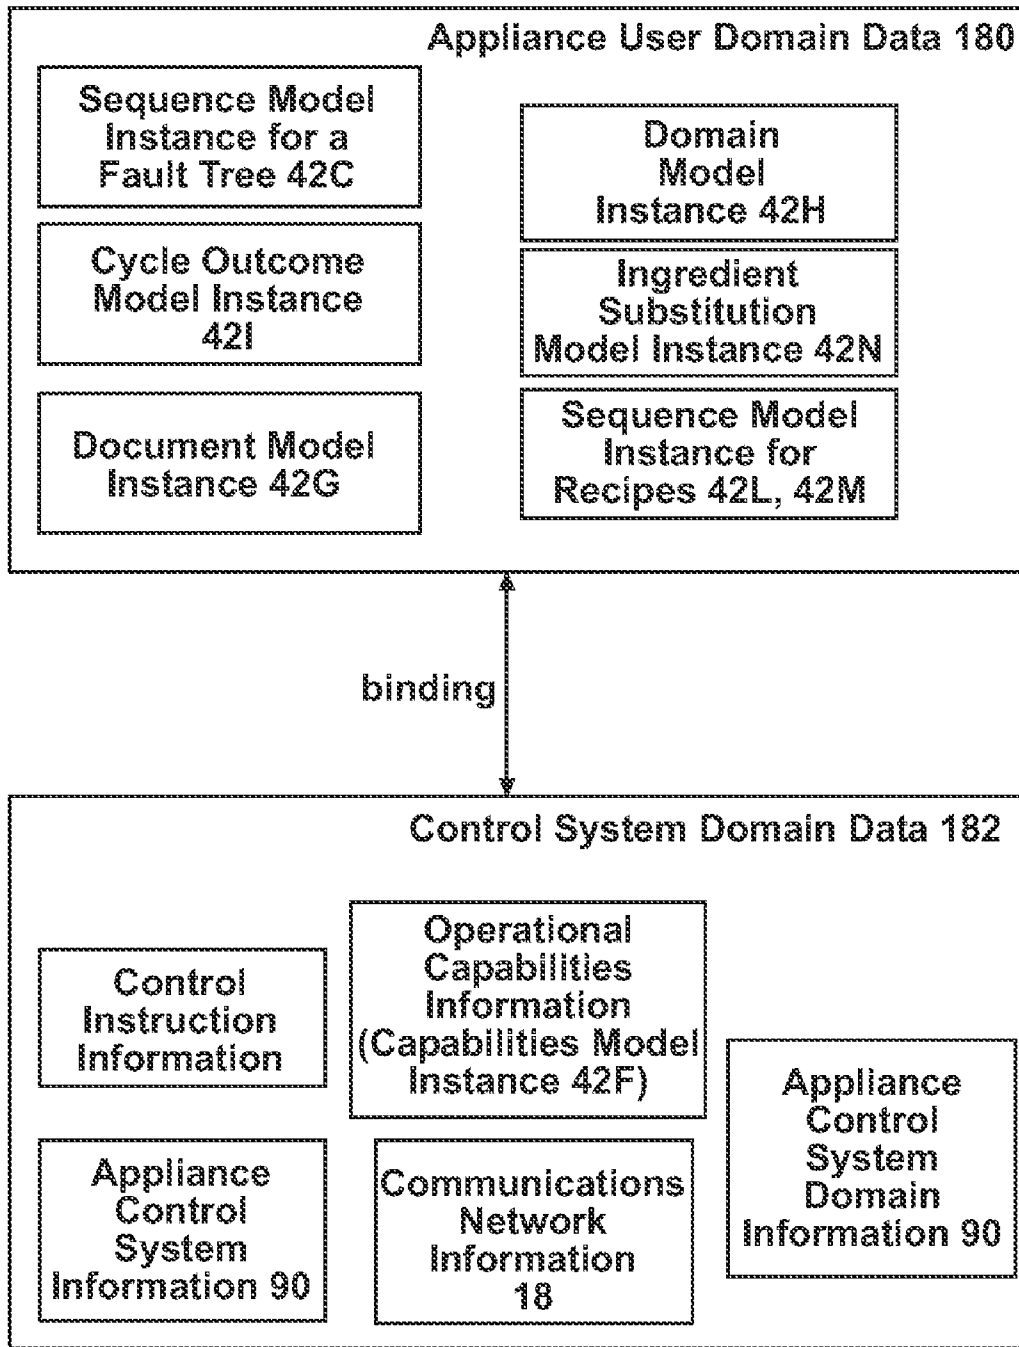 Appliance User Domain Data 180
Sequence Model
Instance for a
Fault Tree 42C
Cycle Outcome
Model Instance
42I
Document Model
Instance 42G
Domain
Model
Instance 42H
Ingredient
Substitution
Model Instance 42N
Sequence Model
Instance for
Recipes 42L, 42M
binding
Control System Domain Data 182
Control
Instruction
Information
Operational
Capabilities
Information
(Capabilities Model
Instance 42F)
Appliance
Control
System
Domain
Information 90
Appliance
Control
System
Information 90
Communications
Network
Information
18